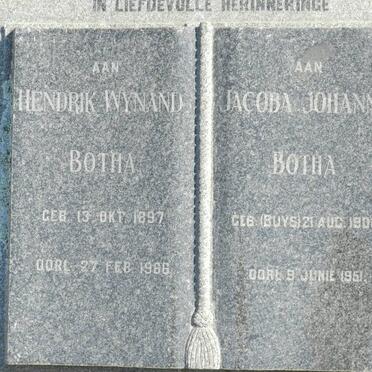 IN LIEFDEVOLLE HERINNERINGE
AAN
HENDRIK WYNAND
BOTHA
GEB. 13 OKT. 1897
OORL. 27 FEB. 1986
AAN
JACOBA JOHANN
BOTHA
GEB. (BUYS) 21 AUG. 190
OORL. 9 JUNIE 1951.